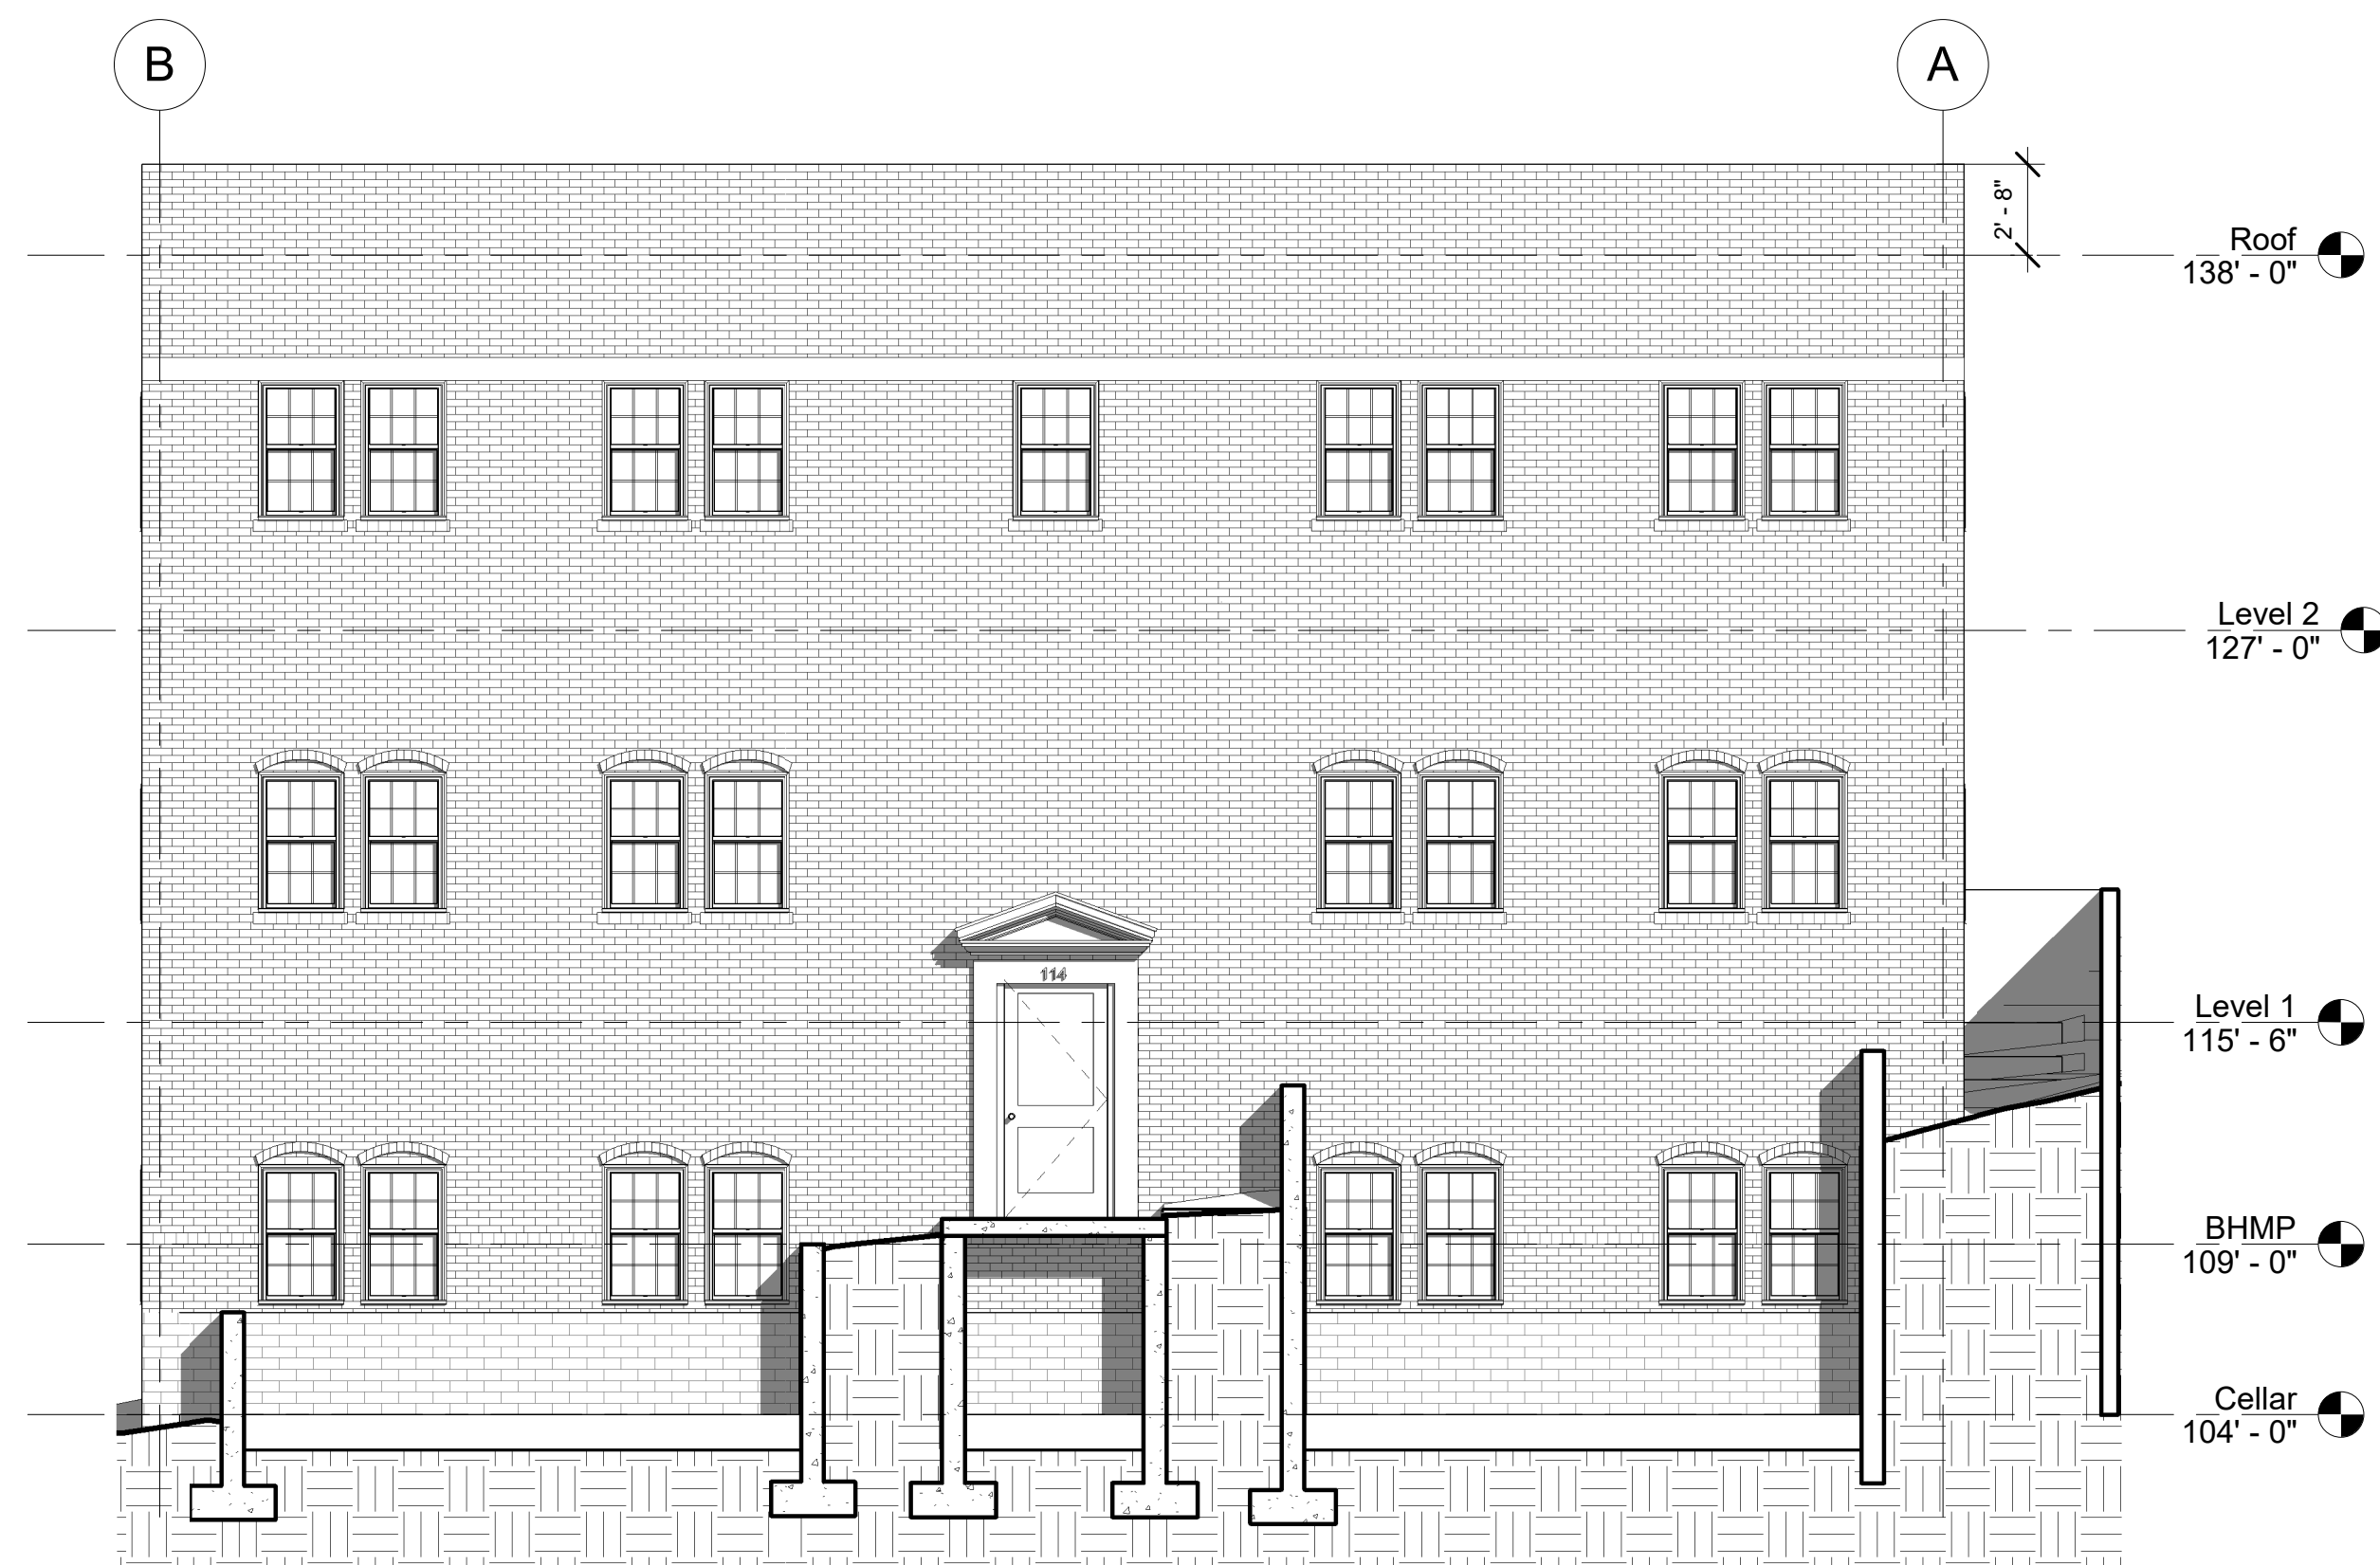 B
A
2' - 8"
Roof
138' - 0"
Level 2
127' - 0"
114
Level 1
115' - 6"
BHMP
109' - 0"
Cellar
104' - 0"